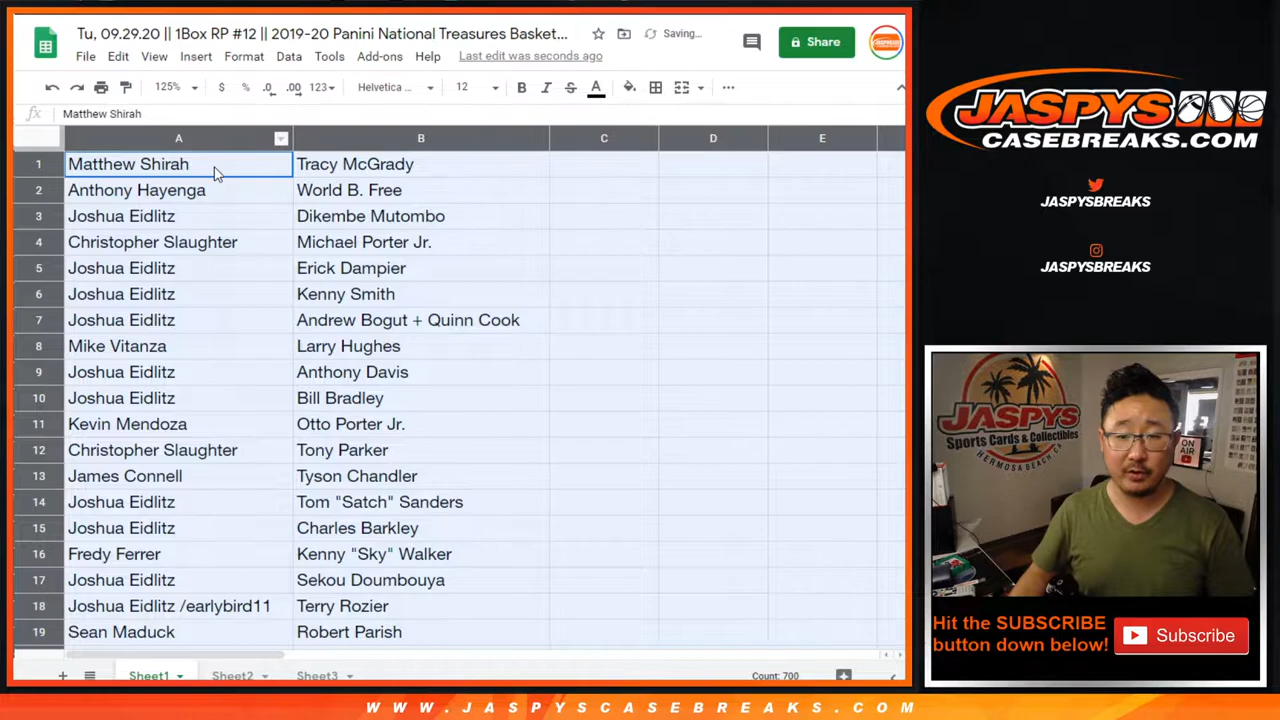 Tu, 09.29.20 || 1Box RP #12 || 2019-20 Panini National Treasures Basket...
Saving...
Share
File Edit View Insert Format Data Tools Add-ons Help Last edit was seconds ago
125% $ % .0 .00 123 Helvetica ... 12 B I S A ...
fx Matthew Shirah
A B C D E
1 Matthew Shirah Tracy McGrady
2 Anthony Hayenga World B. Free
3 Joshua Eidlitz Dikembe Mutombo
4 Christopher Slaughter Michael Porter Jr.
5 Joshua Eidlitz Erick Dampier
6 Joshua Eidlitz Kenny Smith
7 Joshua Eidlitz Andrew Bogut + Quinn Cook
8 Mike Vitanza Larry Hughes
9 Joshua Eidlitz Anthony Davis
10 Joshua Eidlitz Bill Bradley
11 Kevin Mendoza Otto Porter Jr.
12 Christopher Slaughter Tony Parker
13 James Connell Tyson Chandler
14 Joshua Eidlitz Tom "Satch" Sanders
15 Joshua Eidlitz Charles Barkley
16 Fredy Ferrer Kenny "Sky" Walker
17 Joshua Eidlitz Sekou Doumbouya
18 Joshua Eidlitz /earlybird11 Terry Rozier
19 Sean Maduck Robert Parish
+ Sheet1 Sheet2 Sheet3 Count: 700
JASPYS
CASEBREAKS.COM
JASPYSBREAKS
JASPYSBREAKS
JASPYS
Sports Cards & Collectibles
HERMOSA BEACH, CA
ON
AIR
Hit the SUBSCRIBE
button down below!
Subscribe
WWW.JASPYSCASEBREAKS.COM